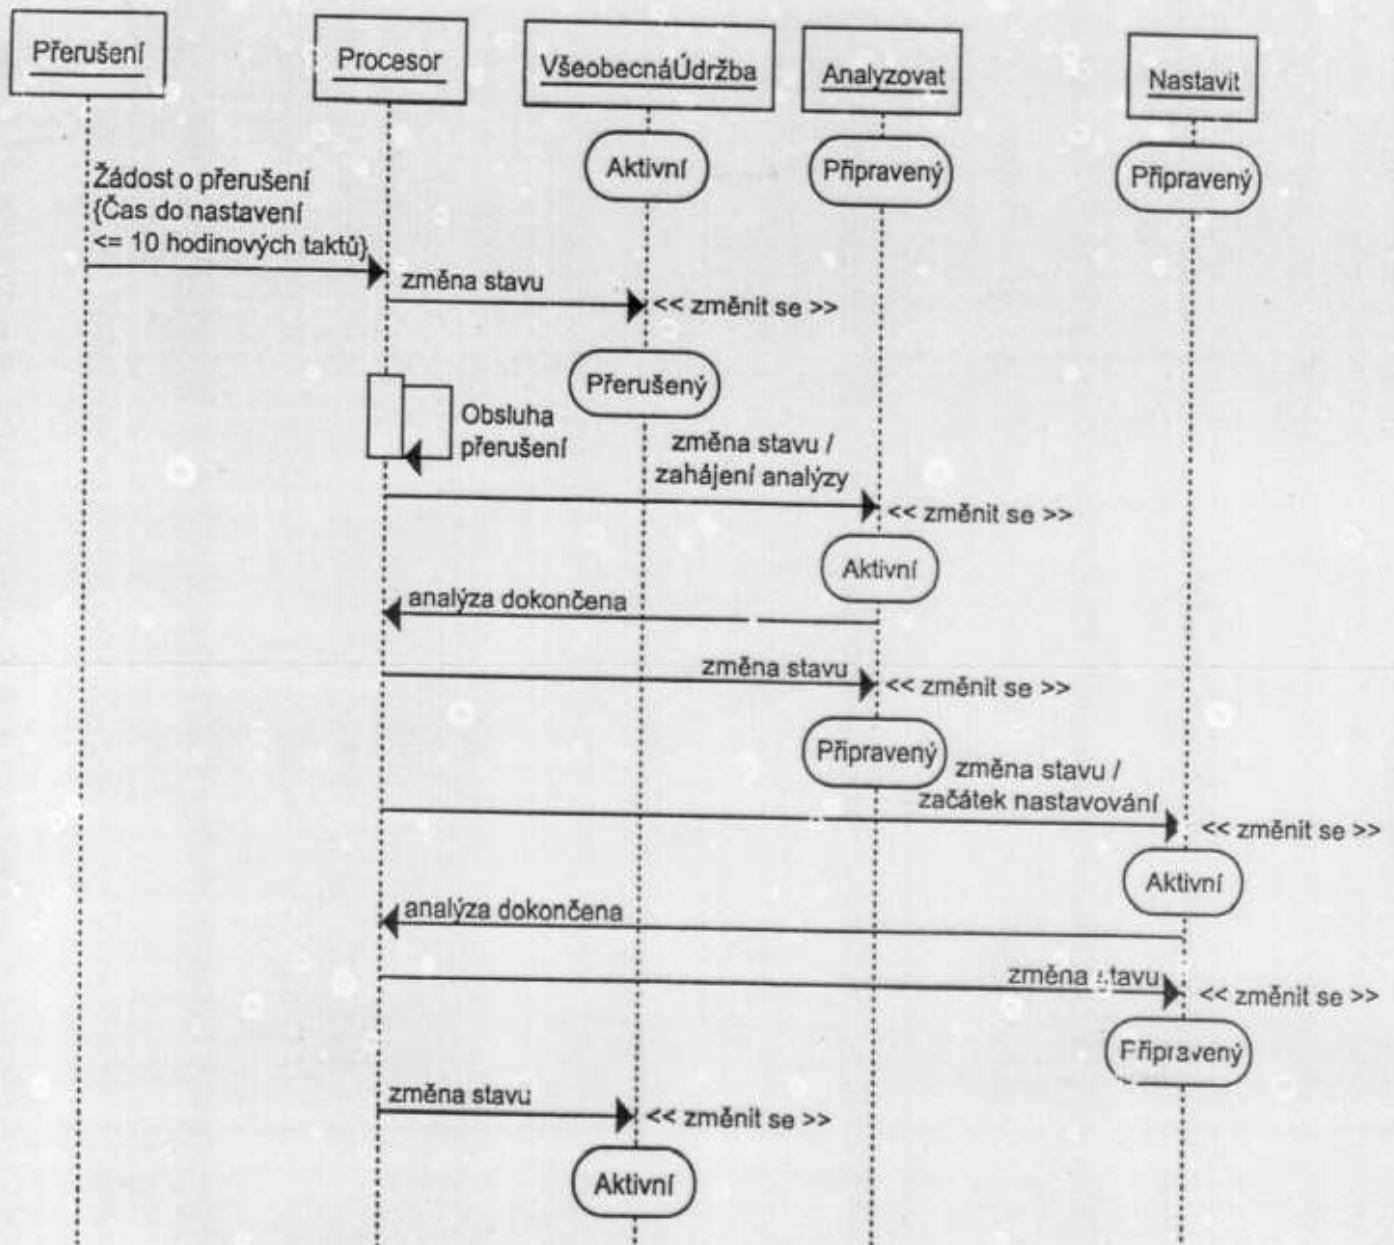 Přerušení
Procesor
VšeobecnáÚdržba
Analyzovat
Nastavit
Aktivní
Připravený
Připravený
Žádost o přerušení
{Čas do nastavení
<= 10 hodinových taktů}
změna stavu
<< změnit se >>
Přerušený
Obsluha
přerušení
změna stavu /
zahájení analýzy
<< změnit se >>
Aktivní
analýza dokončena
změna stavu
<< změnit se >>
Připravený
změna stavu /
začátek nastavování
<< změnit se >>
Aktivní
analýza dokončena
změna stavu
<< změnit se >>
Připravený
změna stavu
<< změnit se >>
Aktivní